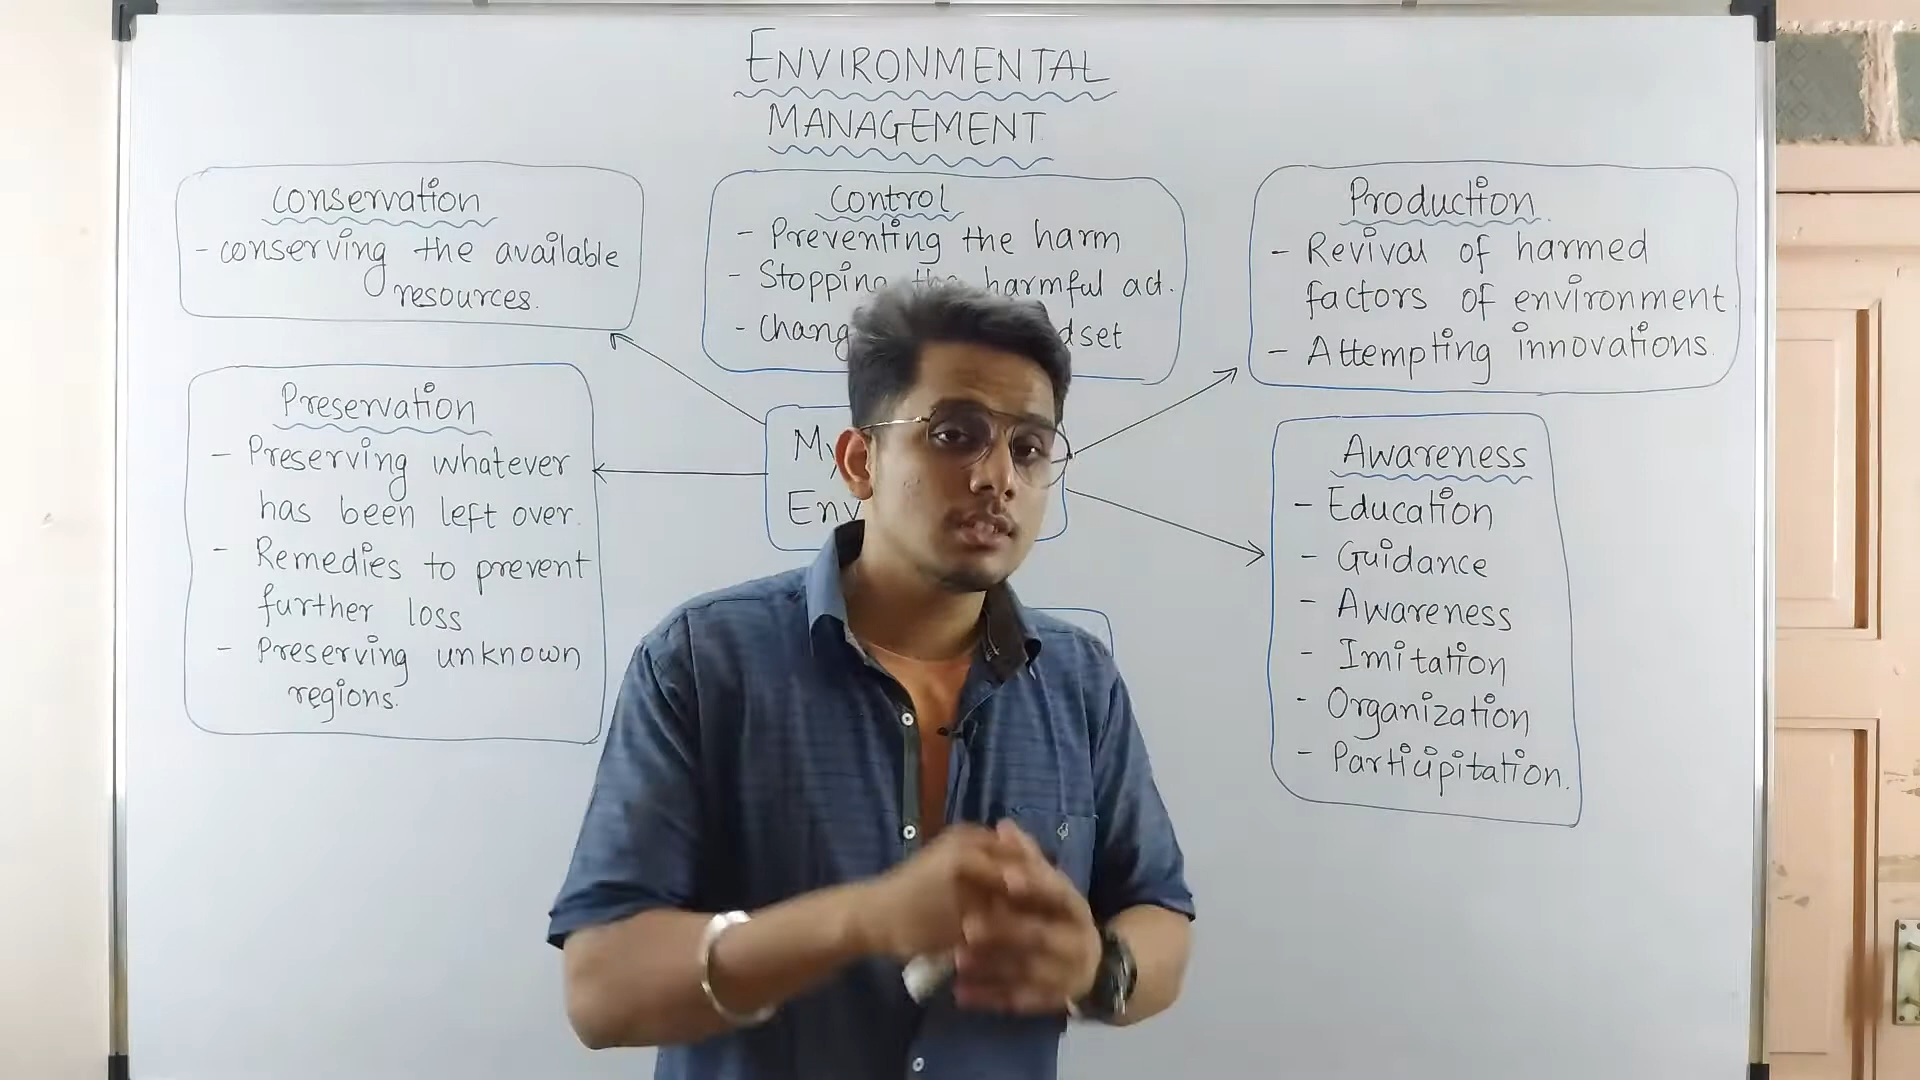 ENVIRONMENTAL
MANAGEMENT
Conservation
- conserving the available
resources.
Control
- Preventing the harm
- Stopping the harmful act.
Production
- Revival of harmed
factors of environment.
- Attempting innovations.
Preservation
- Preserving whatever
has been left over.
- Remedies to prevent
further loss
- Preserving unknown
regions.
Awareness
- Education
- Guidance
- Awareness
- Imitation
- Organization
- Participitation.